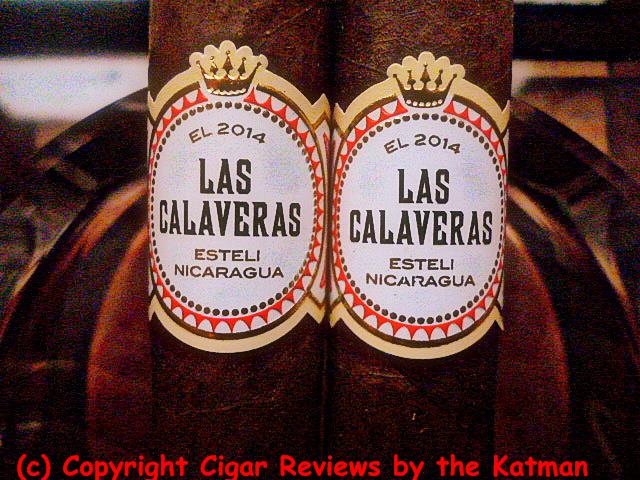 EL 2014
LAS
CALAVERAS
ESTELI
NICARAGUA
EL 2014
LAS
CALAVERAS
ESTELI
NICARAGUA
(c) Copyright Cigar Reviews by the Katman